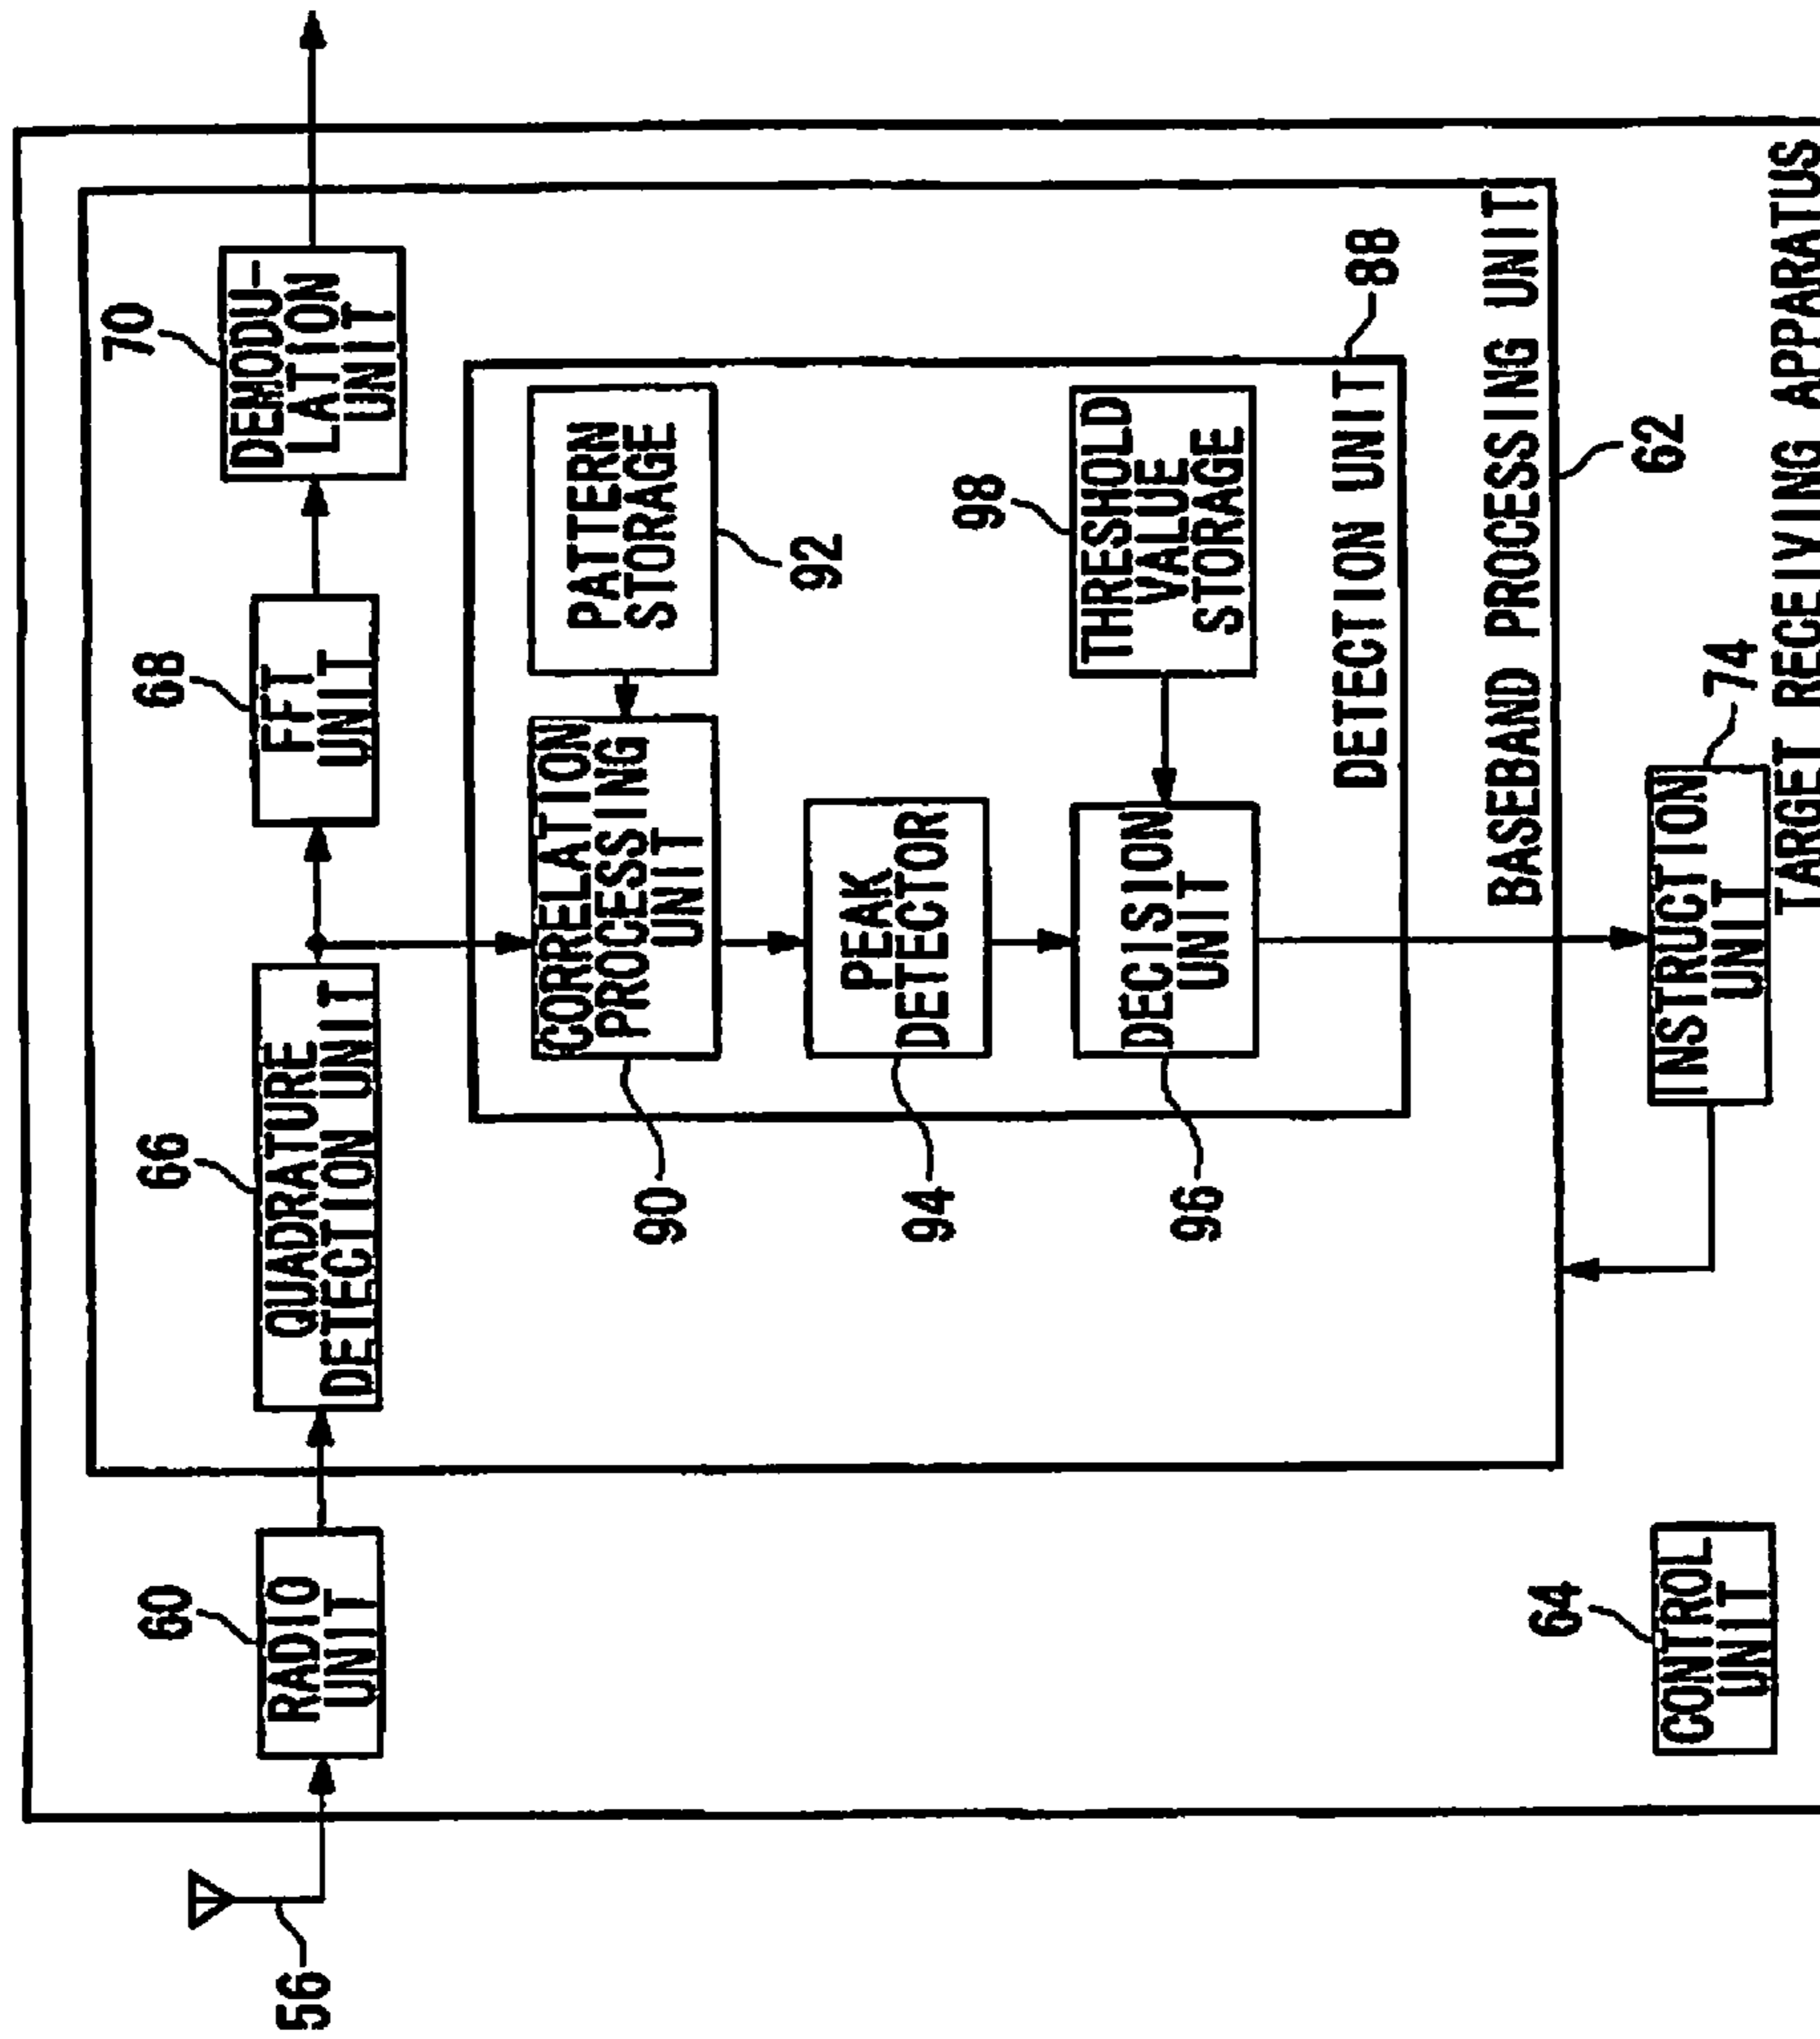 56
60
RADIO
UNIT
66
QUADRATURE
DETECTION UNIT
68
FFT
UNIT
70
DEMODU-
LATION
UNIT
90
CORRELATION
PROCESSING
UNIT
PATTERN
STORAGE
92
94
PEAK
DETECTOR
98
THRESHOLD
VALUE
STORAGE
96
DECISION
UNIT
DETECTION UNIT
88
BASEBAND PROCESSING UNIT
62
64
CONTROL
UNIT
74
INSTRUCTION
UNIT
TARGET RECEIVING APPARATUS